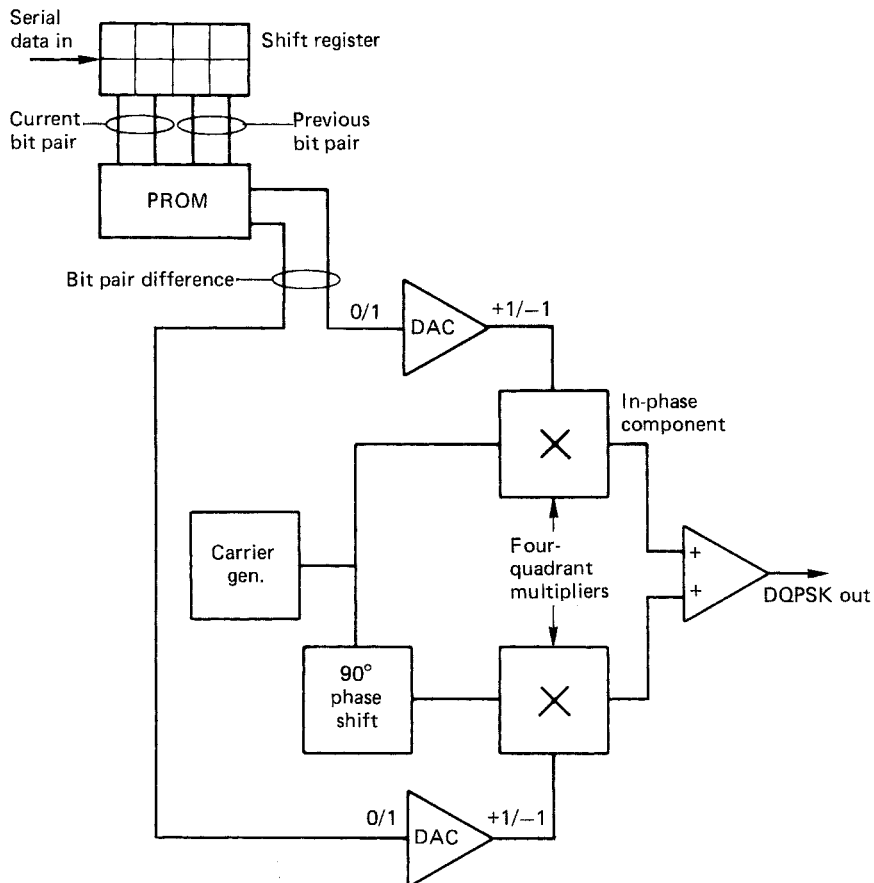 Serial
data in
Shift register
Current
bit pair
Previous
bit pair
PROM
Bit pair difference
0/1
DAC
+1/−1
In-phase
component
×
Carrier
gen.
Four-
quadrant
multipliers
+
+
DQPSK out
90°
phase
shift
×
0/1
DAC
+1/−1